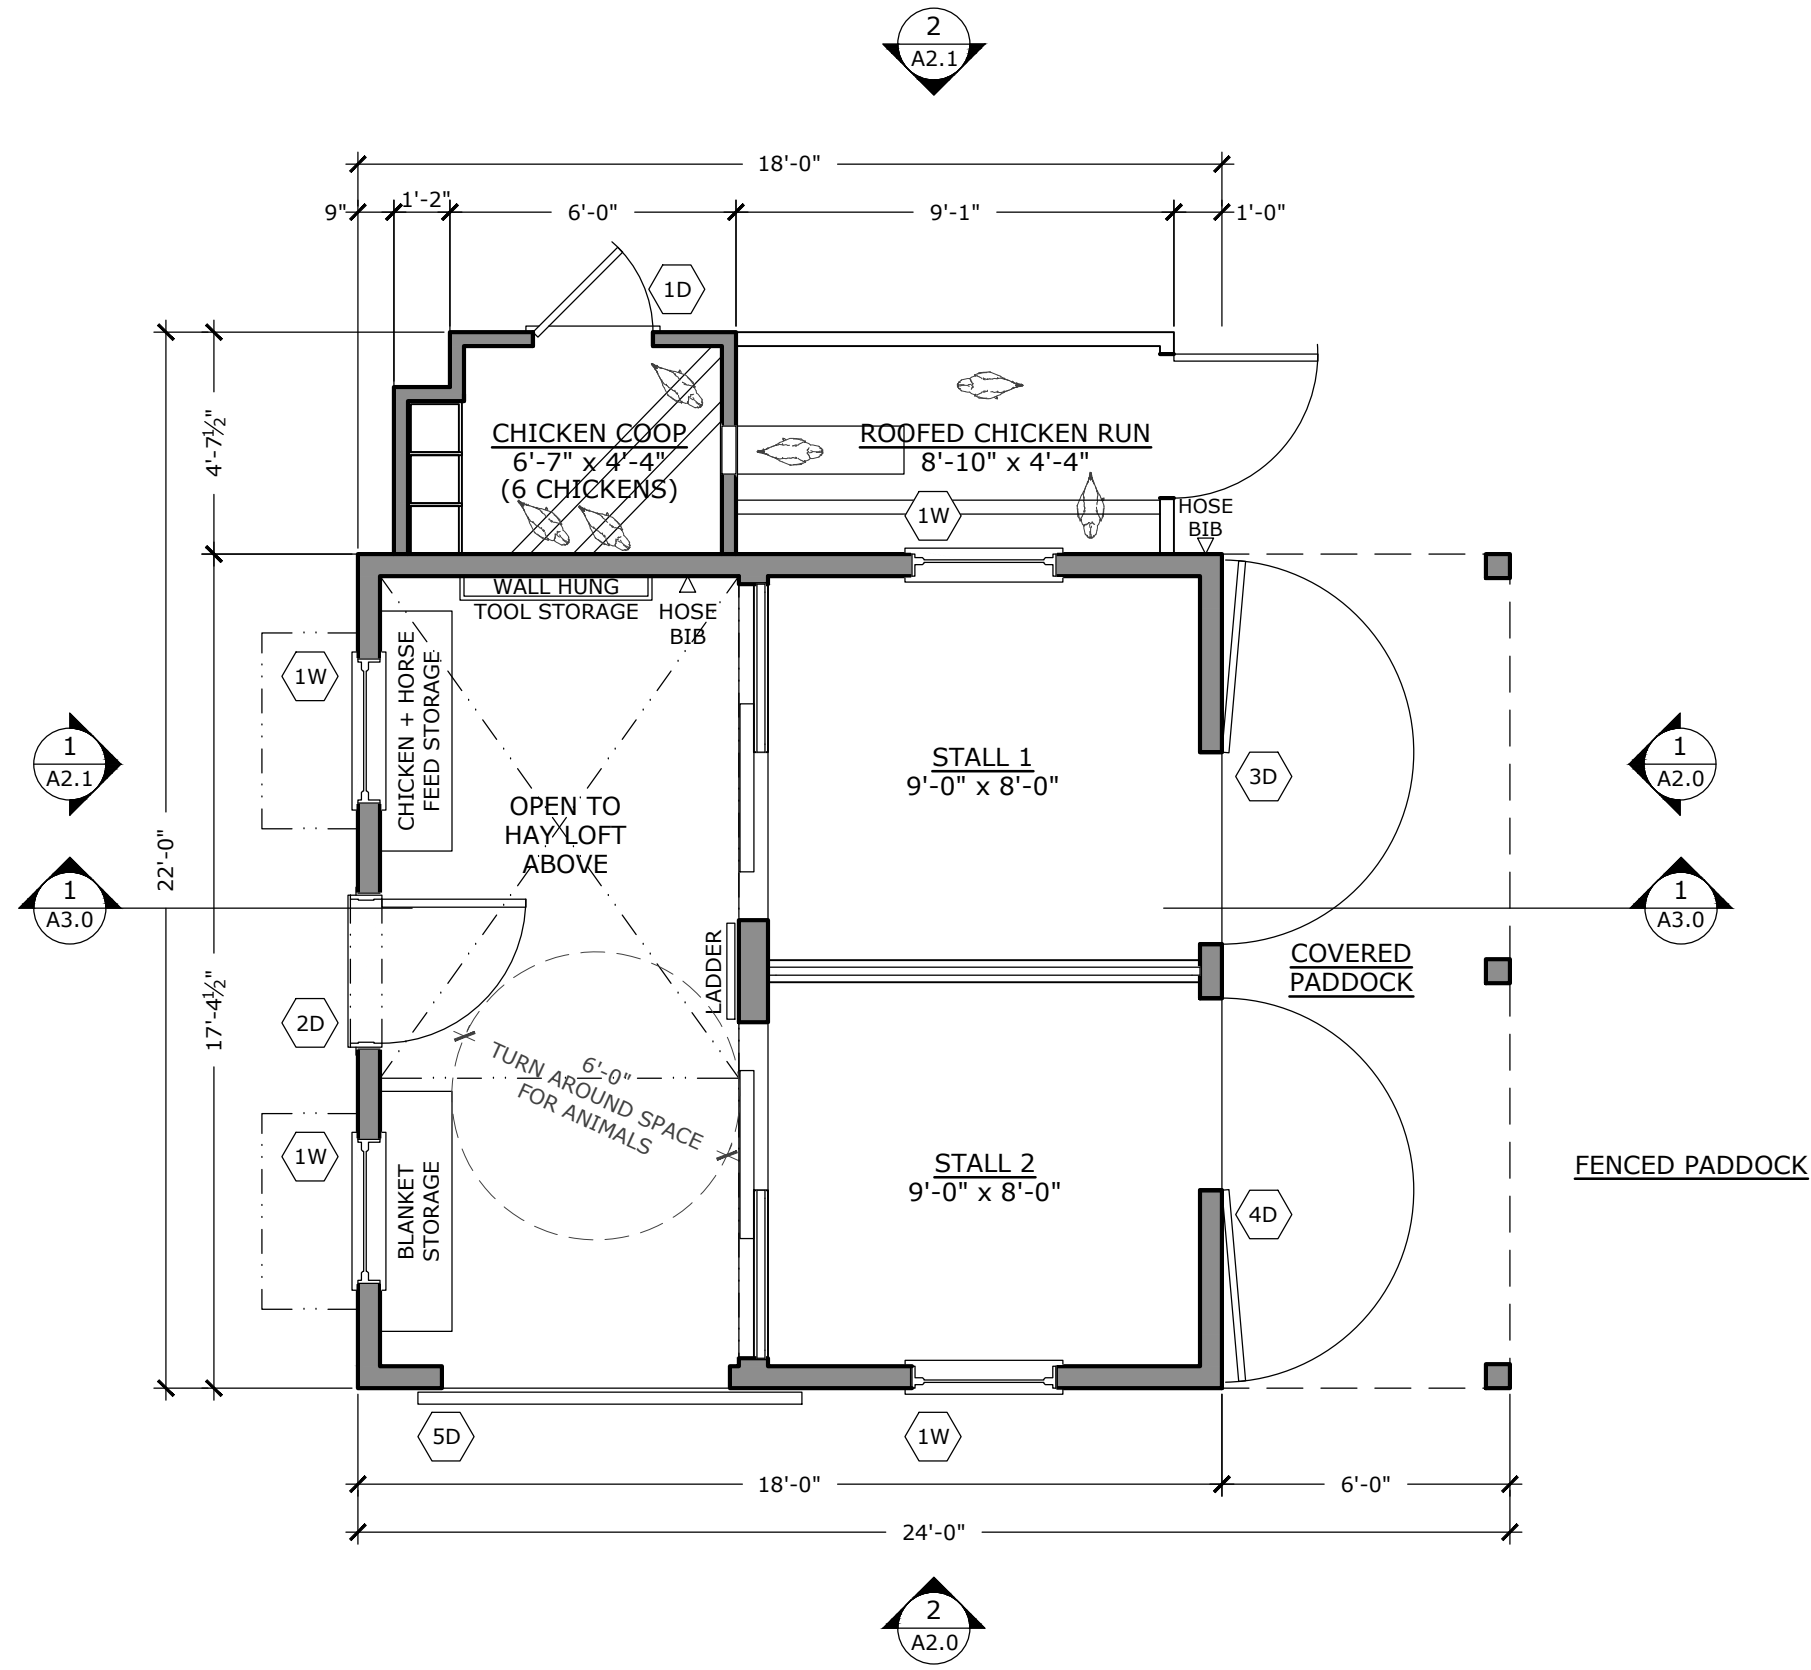 2
A2.1
18'-0"
9"
1'-2"
6'-0"
9'-1"
1'-0"
1D
4'-7½"
CHICKEN COOP
6'-7" x 4'-4"
(6 CHICKENS)
ROOFED CHICKEN RUN
8'-10" x 4'-4"
1W
HOSE
BIB
WALL HUNG
TOOL STORAGE
HOSE
BIB
1W
CHICKEN + HORSE
FEED STORAGE
1
A2.1
STALL 1
9'-0" x 8'-0"
3D
1
A2.0
OPEN TO
HAY LOFT
ABOVE
22'-0"
1
A3.0
1
A3.0
LADDER
COVERED
PADDOCK
17'-4½"
2D
6'-0"
TURN AROUND SPACE
FOR ANIMALS
1W
BLANKET
STORAGE
STALL 2
9'-0" x 8'-0"
4D
FENCED PADDOCK
5D
1W
18'-0"
6'-0"
24'-0"
2
A2.0